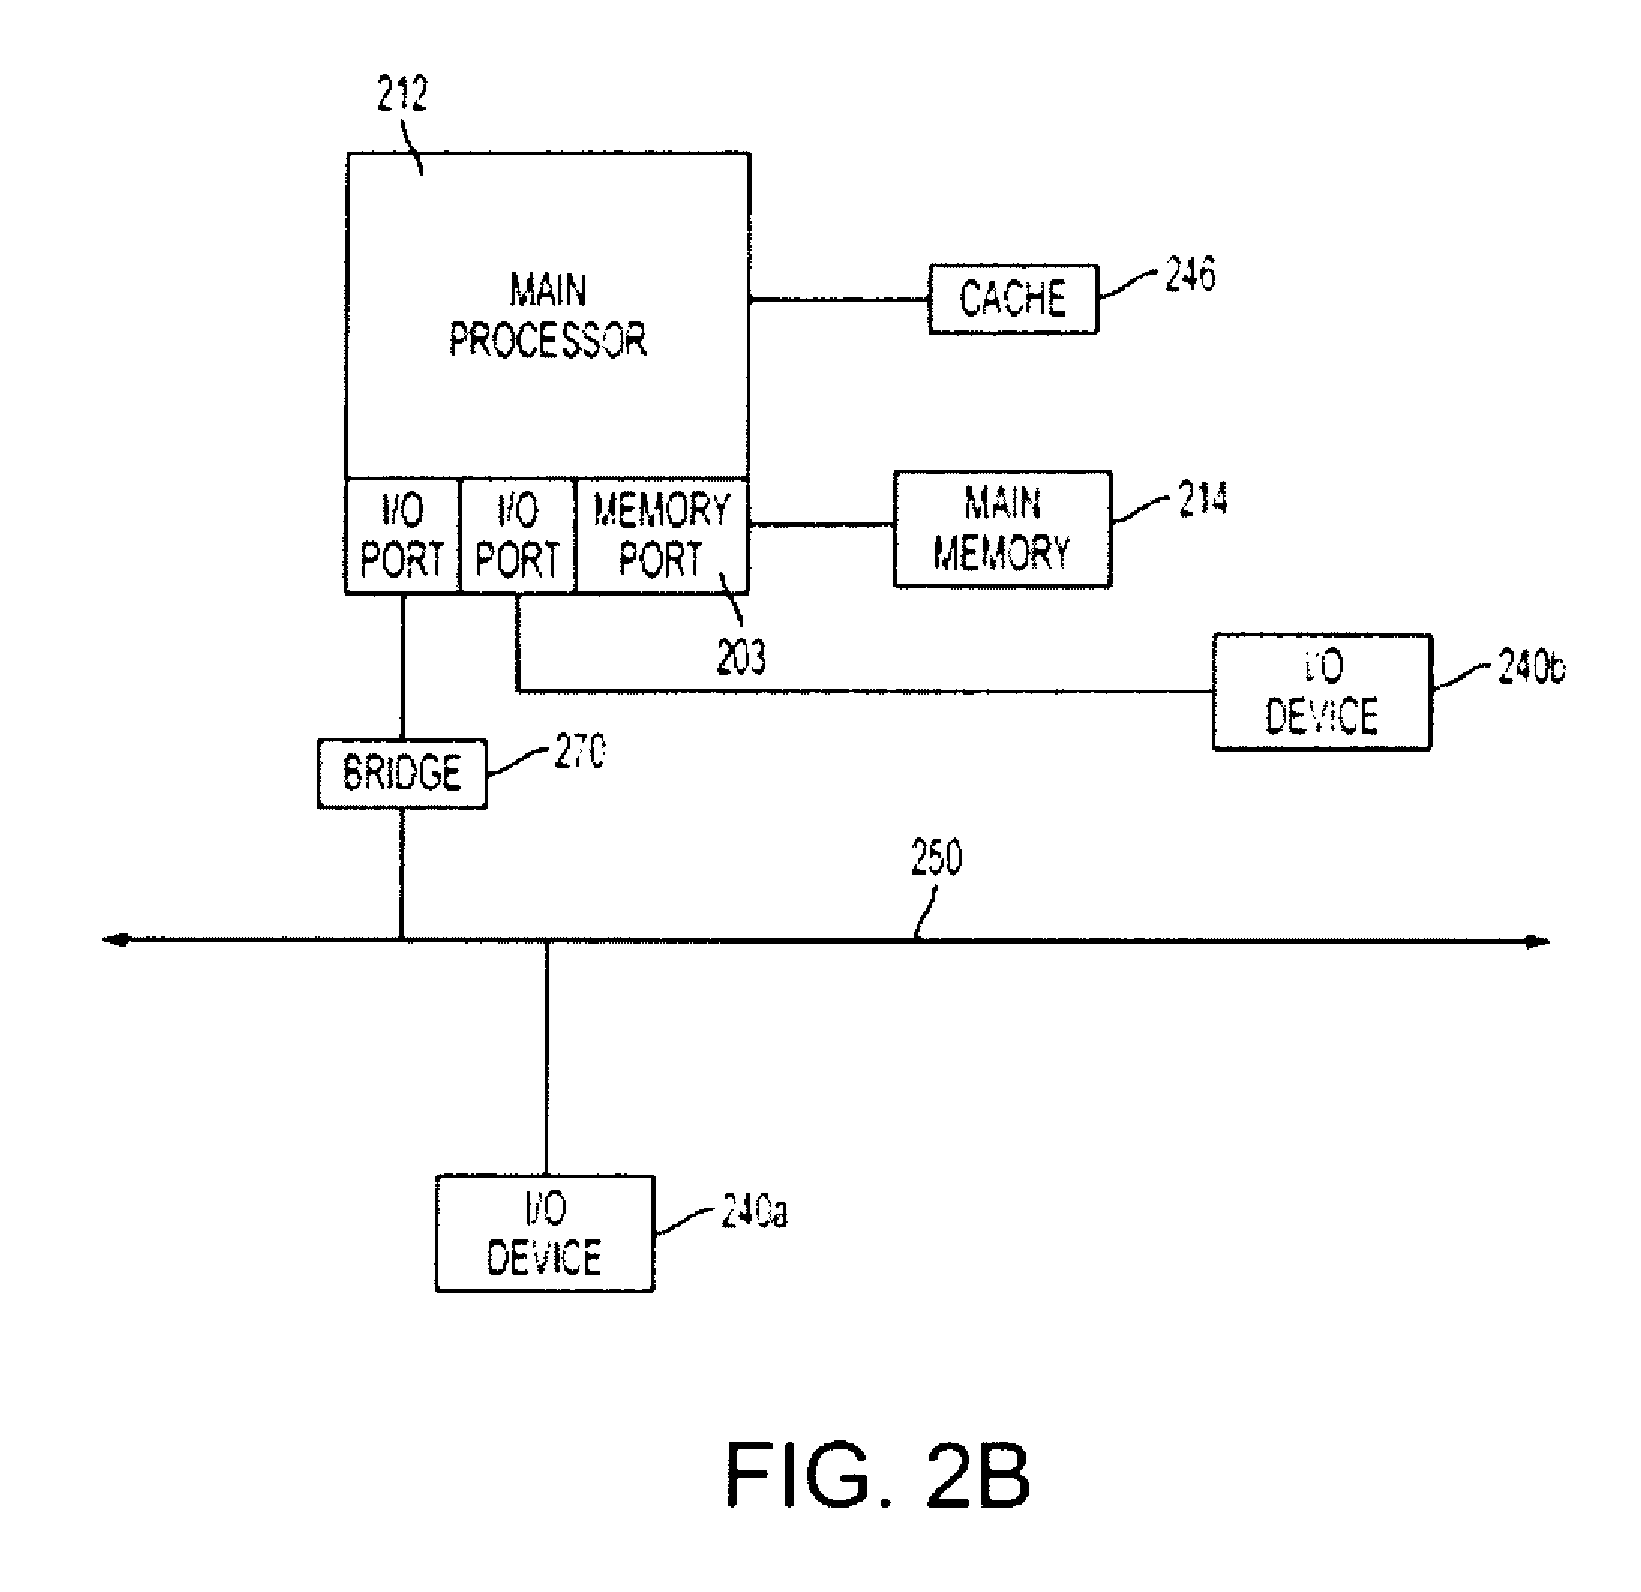 212
MAIN
PROCESSOR
CACHE
246
I/O
PORT
I/O
PORT
MEMORY
PORT
203
MAIN
MEMORY
214
I/O
DEVICE
240b
BRIDGE
270
250
I/O
DEVICE
240a
FIG. 2B